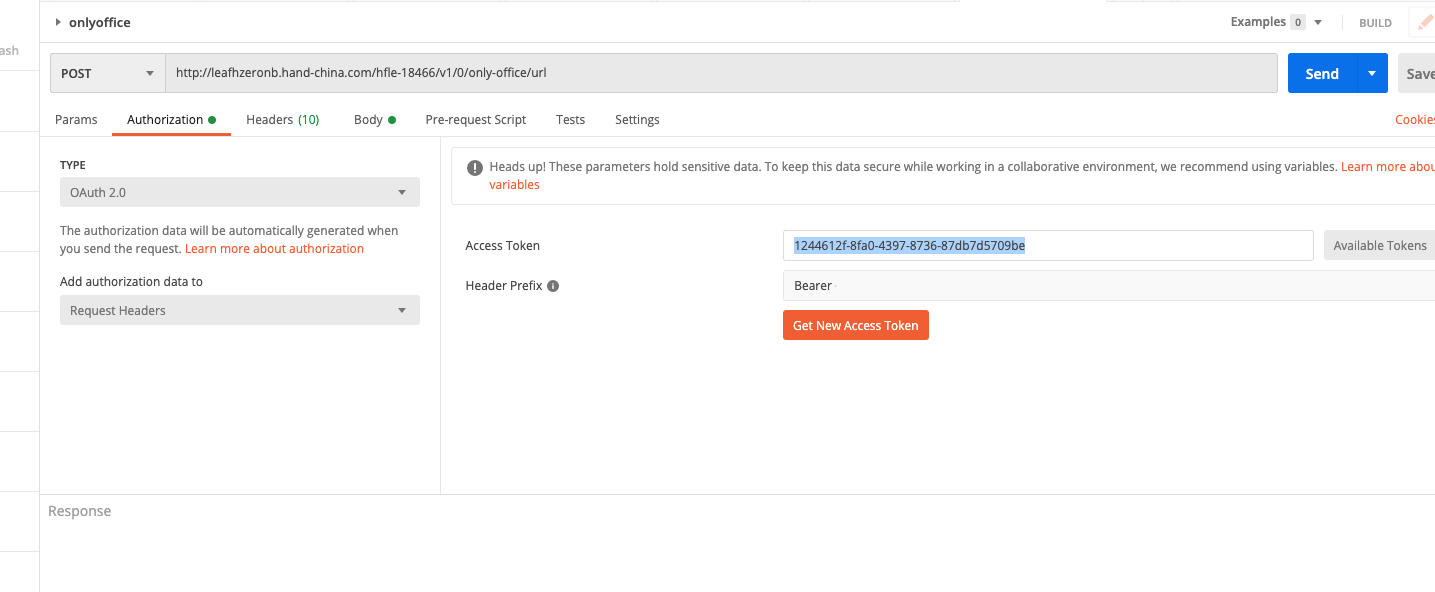 onlyoffice
Examples 0
BUILD
ash
POST
http://leafhzeronb.hand-china.com/hfle-18466/v1/0/only-office/url
Send
Save
Params
Authorization
Headers (10)
Body
Pre-request Script
Tests
Settings
Cookies
TYPE
OAuth 2.0
The authorization data will be automatically generated when
you send the request. Learn more about authorization
Add authorization data to
Request Headers
Heads up! These parameters hold sensitive data. To keep this data secure while working in a collaborative environment, we recommend using variables. Learn more abou
variables
Access Token
1244612f-8fa0-4397-8736-87db7d5709be
Available Tokens
Header Prefix
Bearer
Get New Access Token
Response